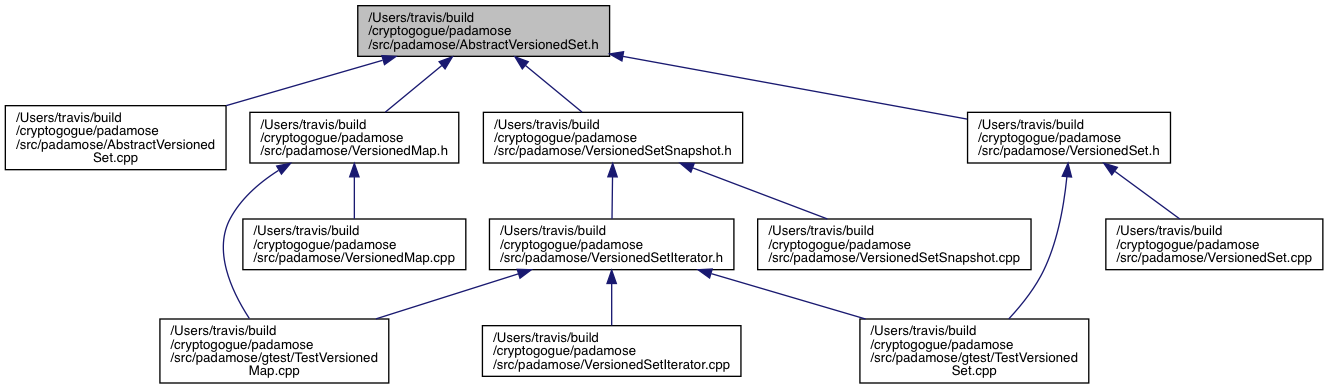 /Users/travis/build
/cryptogogue/padamose
/src/padamose/AbstractVersionedSet.h
/Users/travis/build
/cryptogogue/padamose
/src/padamose/AbstractVersioned
Set.cpp
/Users/travis/build
/cryptogogue/padamose
/src/padamose/VersionedMap.h
/Users/travis/build
/cryptogogue/padamose
/src/padamose/VersionedSetSnapshot.h
/Users/travis/build
/cryptogogue/padamose
/src/padamose/VersionedSet.h
/Users/travis/build
/cryptogogue/padamose
/src/padamose/VersionedMap.cpp
/Users/travis/build
/cryptogogue/padamose
/src/padamose/VersionedSetIterator.h
/Users/travis/build
/cryptogogue/padamose
/src/padamose/VersionedSetSnapshot.cpp
/Users/travis/build
/cryptogogue/padamose
/src/padamose/VersionedSet.cpp
/Users/travis/build
/cryptogogue/padamose
/src/padamose/gtest/TestVersioned
Map.cpp
/Users/travis/build
/cryptogogue/padamose
/src/padamose/VersionedSetIterator.cpp
/Users/travis/build
/cryptogogue/padamose
/src/padamose/gtest/TestVersioned
Set.cpp